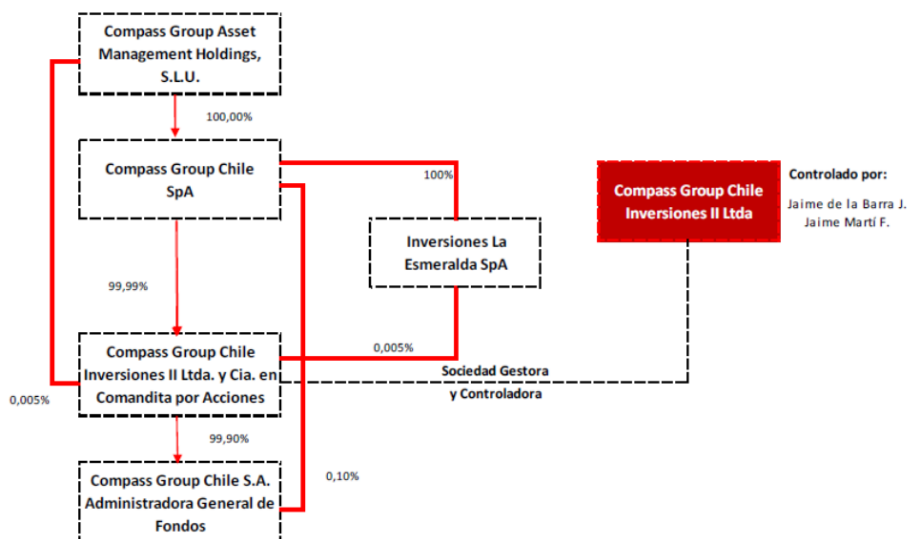 Compass Group Asset
Management Holdings,
S.L.U.
100,00%
Compass Group Chile
SpA
100%
Compass Group Chile
Inversiones II Ltda
Controlado por:
Jaime de la Barra J.
Jaime Martí F.
Inversiones La
Esmeralda SpA
99,99%
Compass Group Chile
Inversiones II Ltda. y Cia. en
Comandita por Acciones
0,005%
Sociedad Gestora
y Controladora
0,005%
99,90%
0,10%
Compass Group Chile S.A.
Administradora General de
Fondos